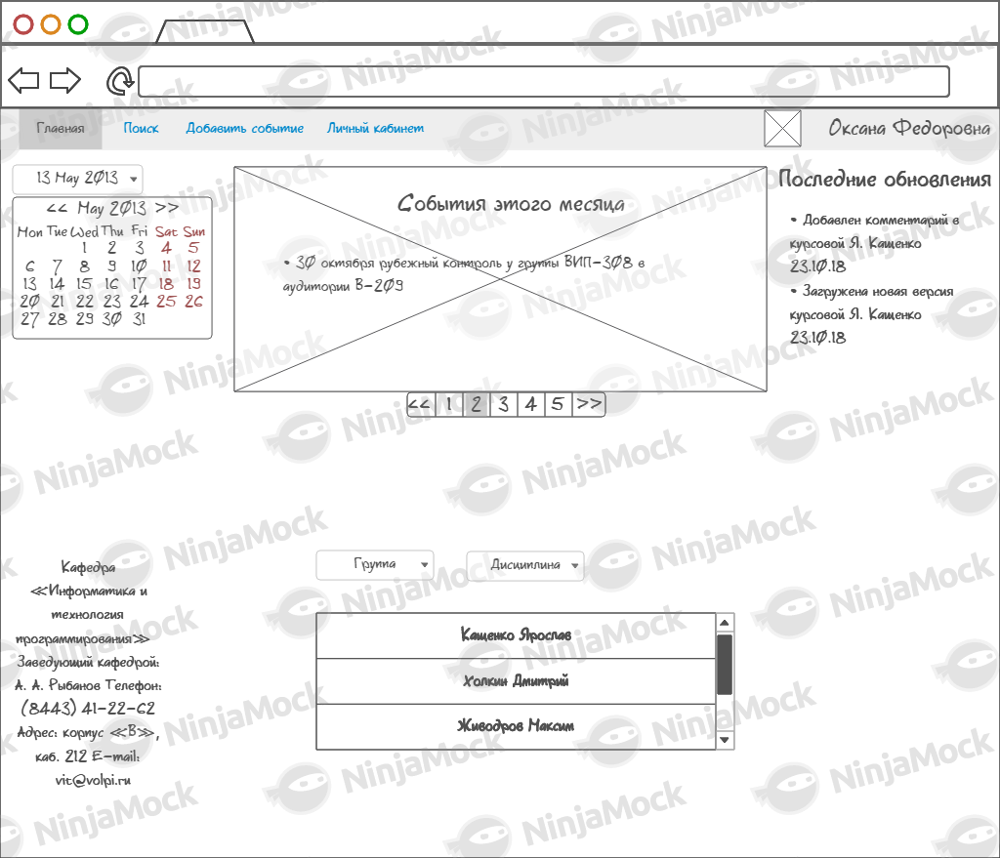 Главная Поиск Добавить событие Личный кабинет Оксана Федоровна
13 May 2013
<< May 2013 >>
Mon Tue Wed Thu Fri Sat Sun
1 2 3 4 5
6 7 8 9 10 11 12
13 14 15 16 17 18 19
20 21 22 23 24 25 26
27 28 29 30 31
События этого месяца
• 30 октября рубежный контроль у группы ВИП-308 в
аудитории В-209
<< 1 2 3 4 5 >>
Последние обновления
• Добавлен комментарий в
курсовой Я. Кащенко
23.10.18
• Загружена новая версия
курсовой Я. Кащенко
23.10.18
Кафедра
«Информатика и
технология
программирования»
Заведующий кафедрой:
А. А. Рыбанов Телефон:
(8443) 41-22-62
Адрес: корпус «В»,
каб. 212 E-mail:
vit@volpi.ru
Группа Дисциплина
Кащенко Ярослав
Холкин Дмитрий
Живодров Максим
NinjaMock